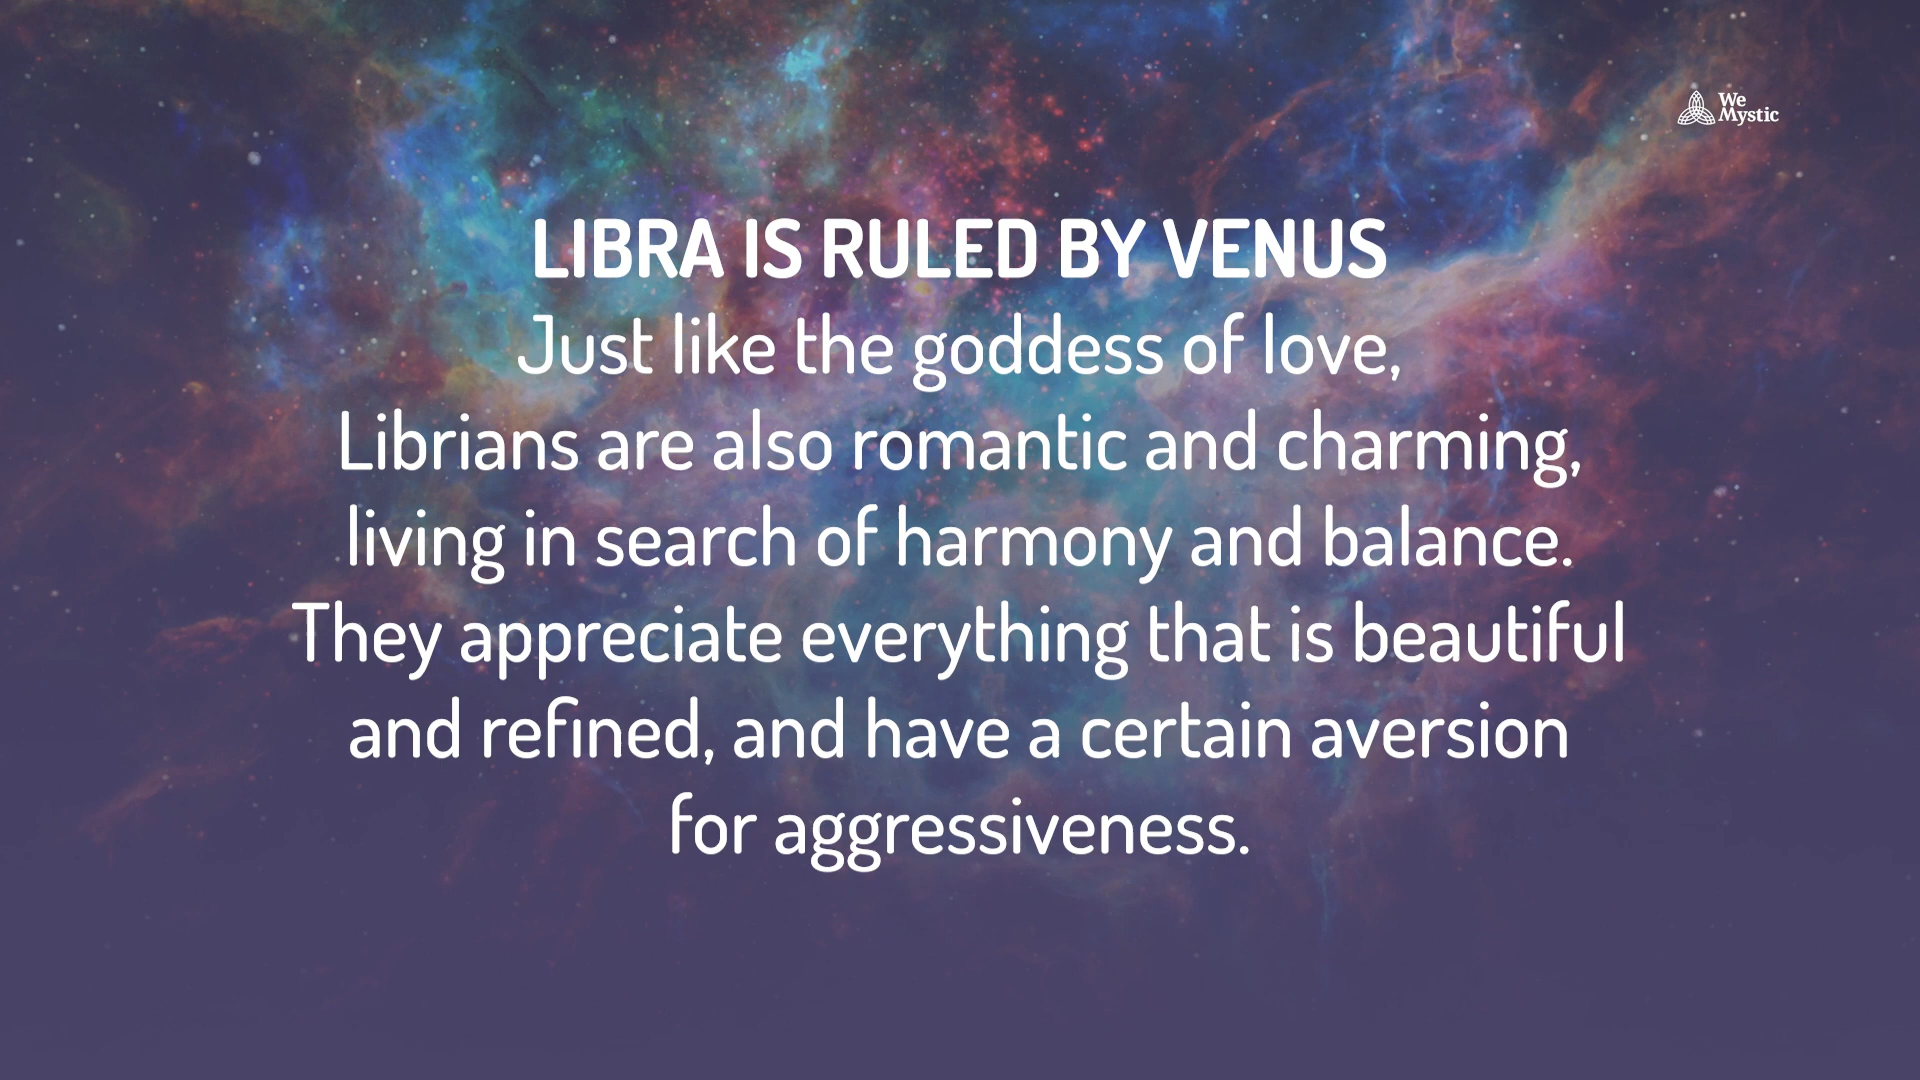 We
Mystic
LIBRA IS RULED BY VENUS
Just like the goddess of love,
Librians are also romantic and charming,
living in search of harmony and balance.
They appreciate everything that is beautiful
and refined, and have a certain aversion
for aggressiveness.